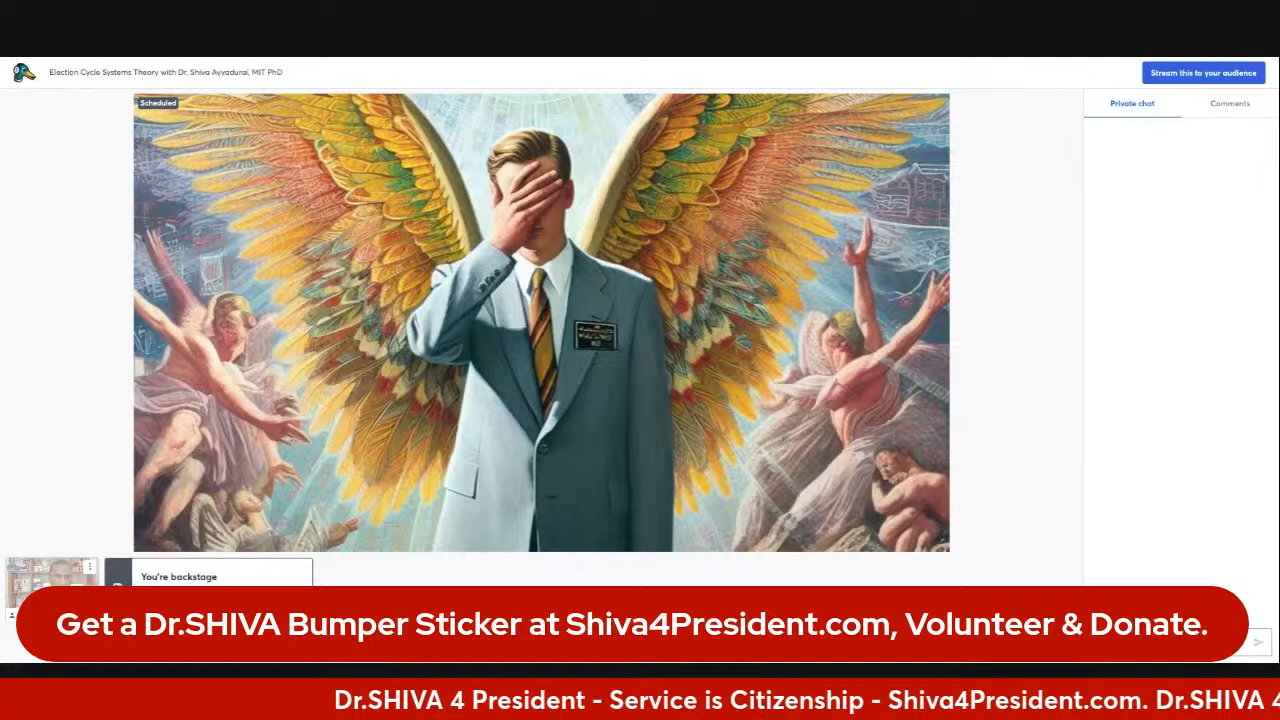 Election Cycle Systems Theory with Dr. Shiva Ayyadurai, MIT PhD
Stream this to your audience
Scheduled
Private chat
Comments
You're backstage
Get a Dr.SHIVA Bumper Sticker at Shiva4President.com, Volunteer & Donate.
Dr.SHIVA 4 President - Service is Citizenship - Shiva4President.com. Dr.SHIVA 4